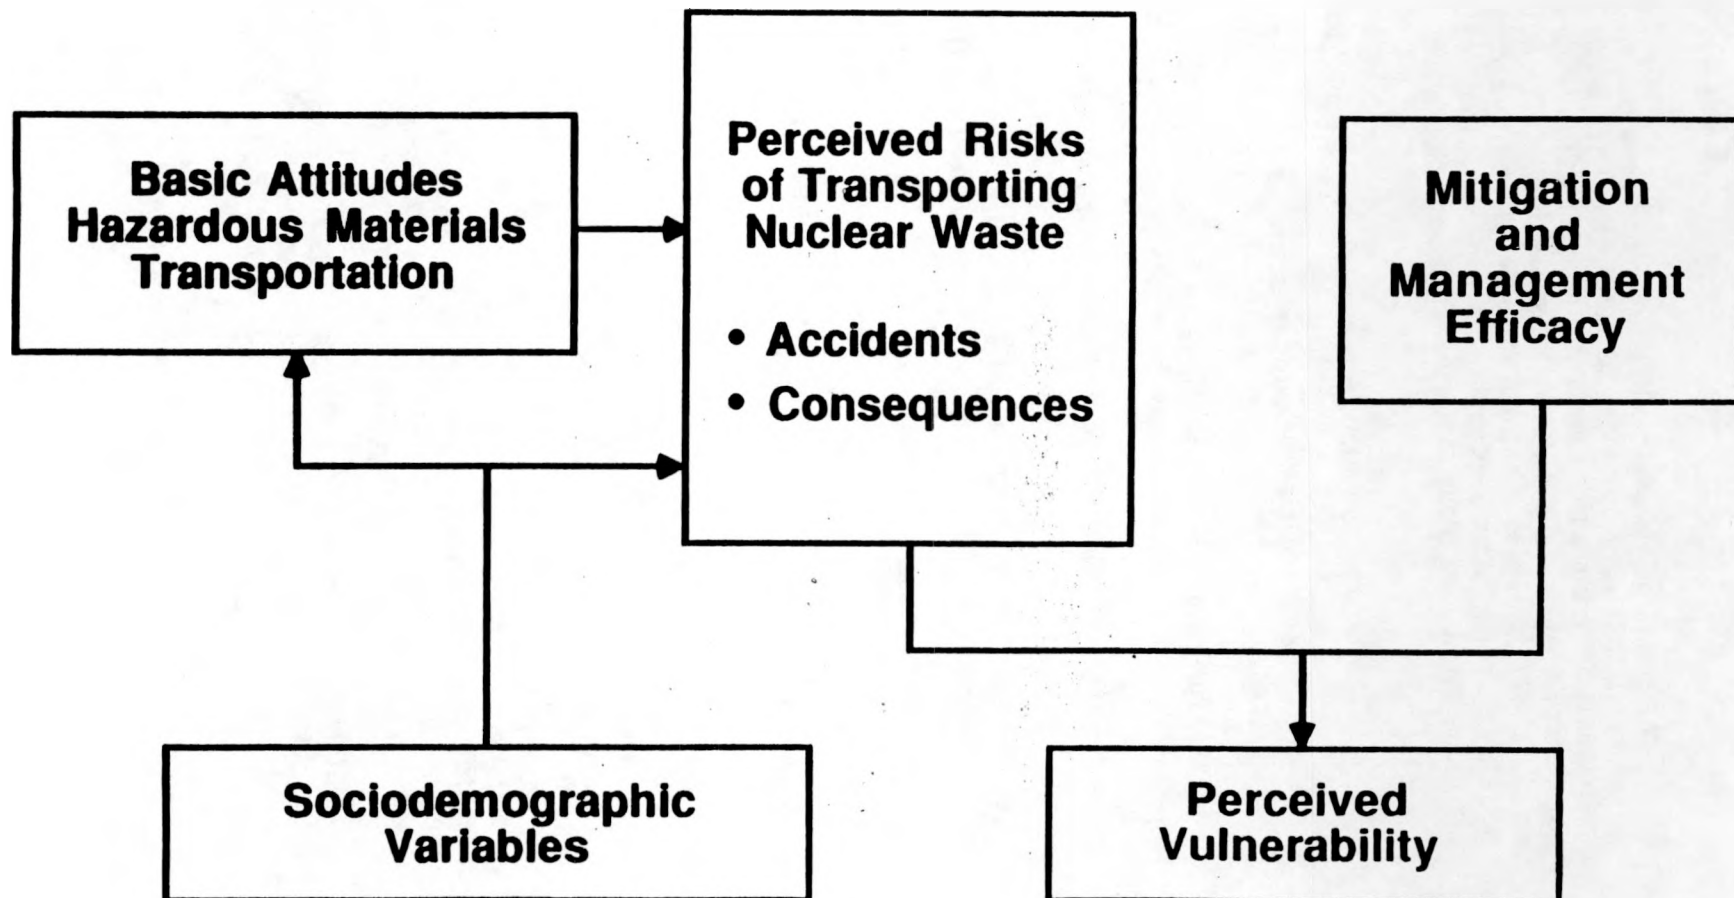 Basic Attitudes
Hazardous Materials
Transportation
Perceived Risks
of Transporting
Nuclear Waste
• Accidents
• Consequences
Mitigation
and
Management
Efficacy
Sociodemographic
Variables
Perceived
Vulnerability